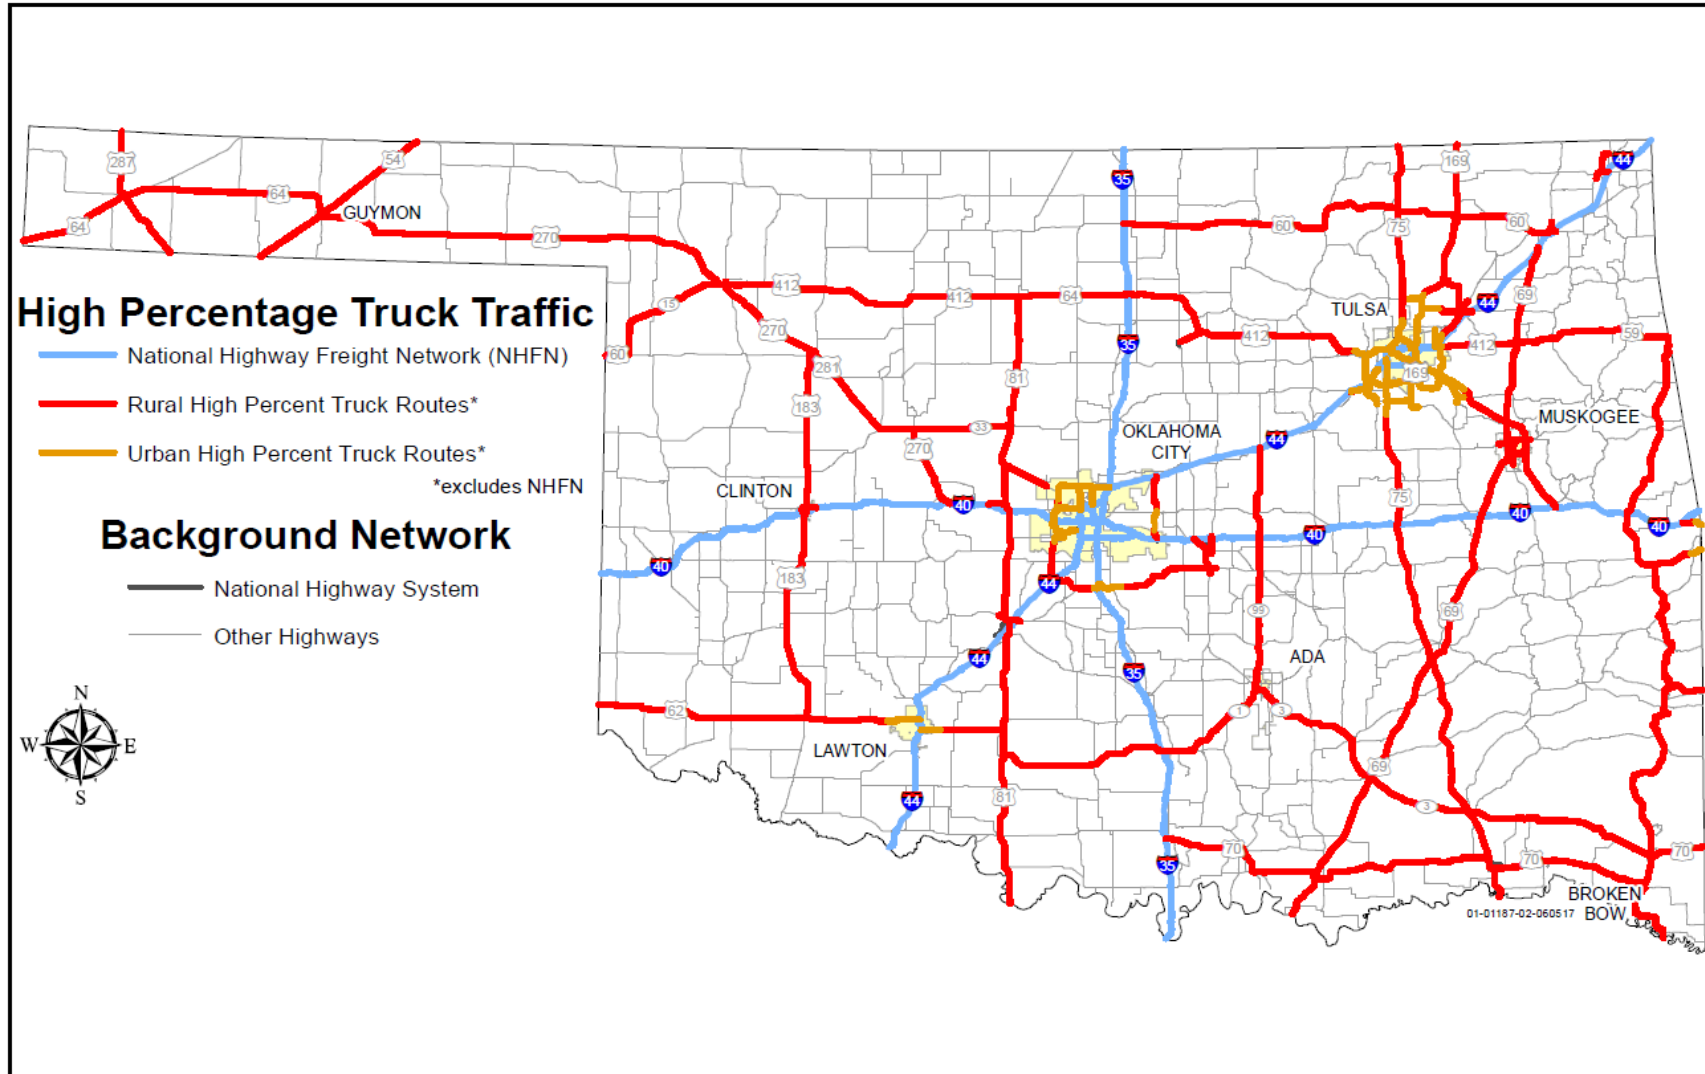 287
54
64
GUYMON
64
270
35
169
44
60
60
75
412
15
412
64
TULSA
44
69
High Percentage Truck Traffic
National Highway Freight Network (NHFN)
Rural High Percent Truck Routes*
Urban High Percent Truck Routes*
*excludes NHFN
Background Network
National Highway System
Other Highways
60
270
35
412
412
59
281
81
169
183
33
OKLAHOMA
CITY
44
MUSKOGEE
270
CLINTON
40
75
40
40
40
40
183
44
99
69
44
35
ADA
62
1
3
LAWTON
69
44
81
3
70
35
70
70
BROKEN
BOW
01-01187-02-060517
N
W
E
S